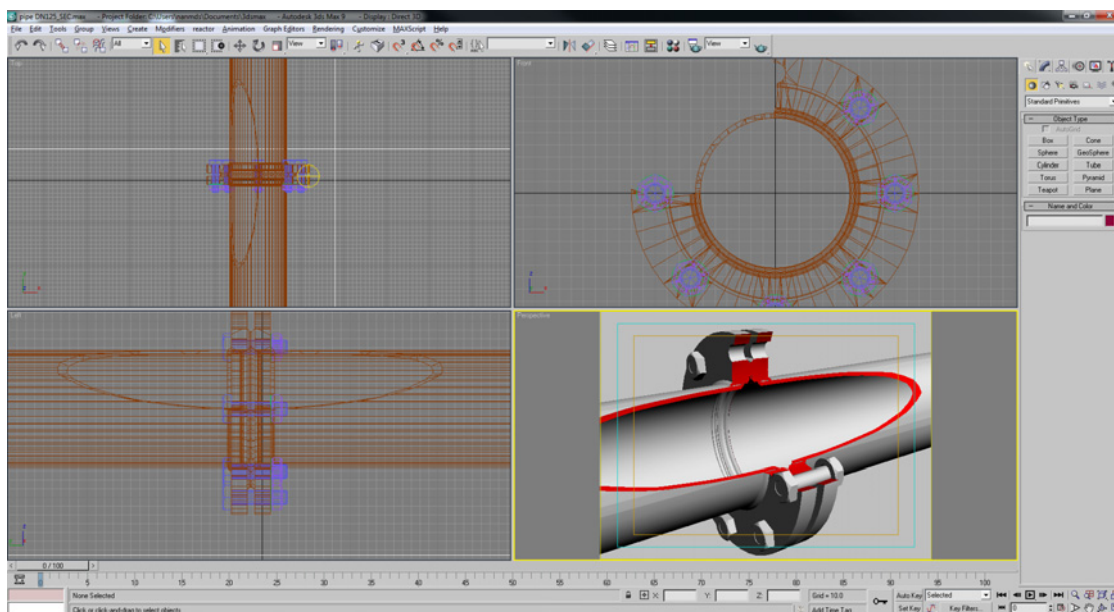 pipe DN125_SEC.max - Project Folder: C:\Users\nanmds\Documents\3dsmax - Autodesk 3ds Max 9 - Display : Direct 3D
File Edit Tools Group Views Create Modifiers reactor Animation Graph Editors Rendering Customize MAXScript Help
All View View
Top
Front
Standard Primitives
Object Type
AutoGrid
Box Cone
Sphere GeoSphere
Cylinder Tube
Torus Pyramid
Teapot Plane
Name and Color
Left
Perspective
0 / 100
0 5 10 15 20 25 30 35 40 45 50 55 60 65 70 75 80 85 90 95 100
None Selected X: Y: Z: Grid = 10.0 Auto Key Selected
Click or click-and-drag to select objects Add Time Tag Set Key Key Filters... 0